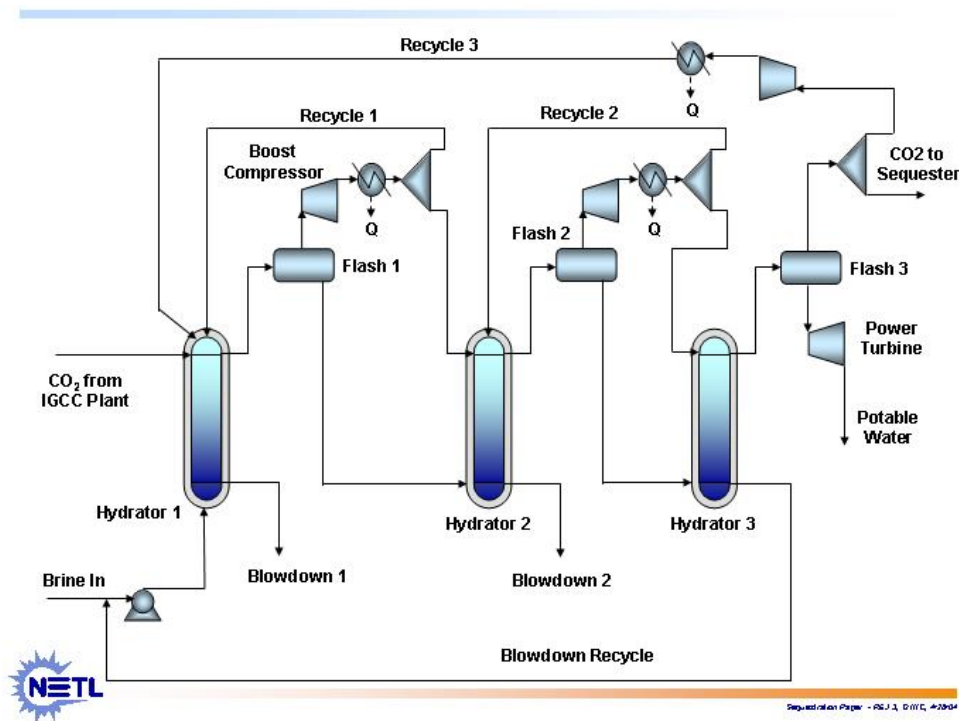 Recycle 3
Q
Recycle 1
Recycle 2
Boost
Compressor
CO2 to
Sequester
Q
Flash 2
Q
Flash 1
Flash 3
Power
Turbine
CO2 from
IGCC Plant
Potable
Water
Hydrator 1
Hydrator 2
Hydrator 3
Brine In
Blowdown 1
Blowdown 2
Blowdown Recycle
NETL
Sequestration Paper -